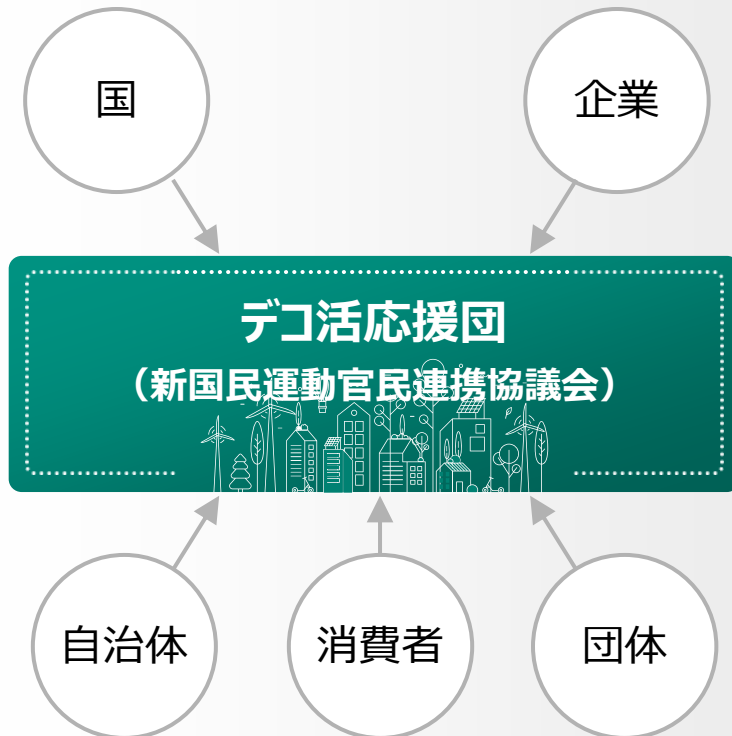 国
企業
デコ活応援団
（新国民運動官民連携協議会）
自治体
消費者
団体